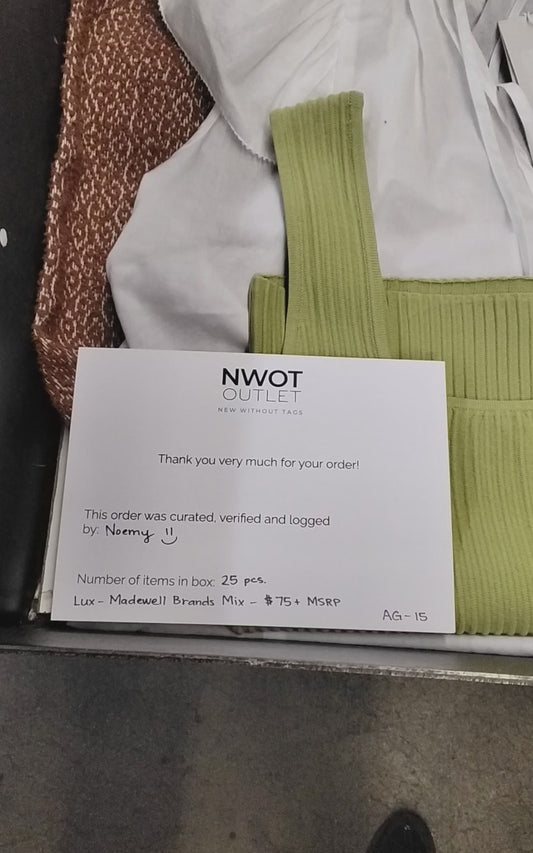 NWOT
OUTLET
NEW WITHOUT TAGS
Thank you very much for your order!
This order was curated, verified and logged
by: Noemy
Number of items in box: 25 pcs.
Lux - Madewell Brands Mix - $75+ MSRP
AG-15